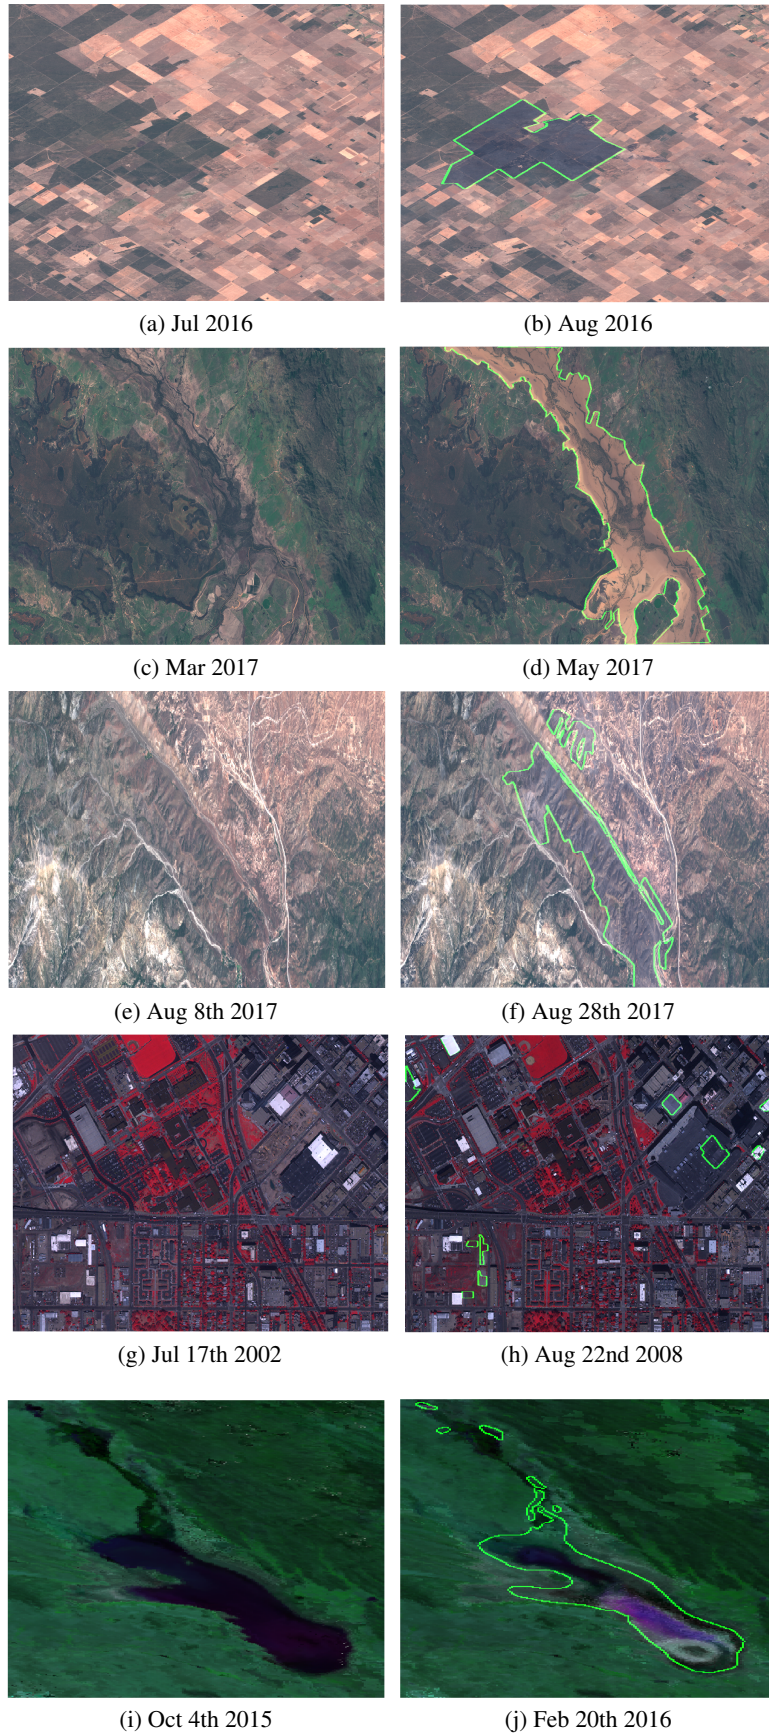 (a) Jul 2016
(b) Aug 2016
(c) Mar 2017
(d) May 2017
(e) Aug 8th 2017
(f) Aug 28th 2017
(g) Jul 17th 2002
(h) Aug 22nd 2008
(i) Oct 4th 2015
(j) Feb 20th 2016